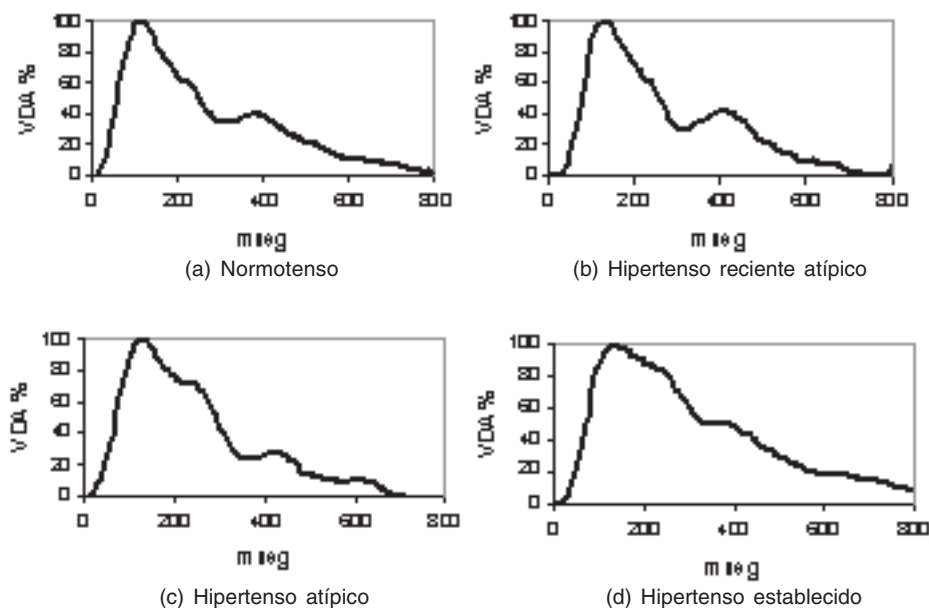 100
80
60
40
20
0
VDA %
0 200 400 600 800
mseg
(a) Normotenso
100
80
60
40
20
0
VDA %
0 200 400 600 800
mseg
(b) Hipertenso reciente atípico
100
80
60
40
20
0
VDA %
0 200 400 600 800
mseg
(c) Hipertenso atípico
100
80
60
40
20
0
VDA %
0 200 400 600 800
mseg
(d) Hipertenso establecido